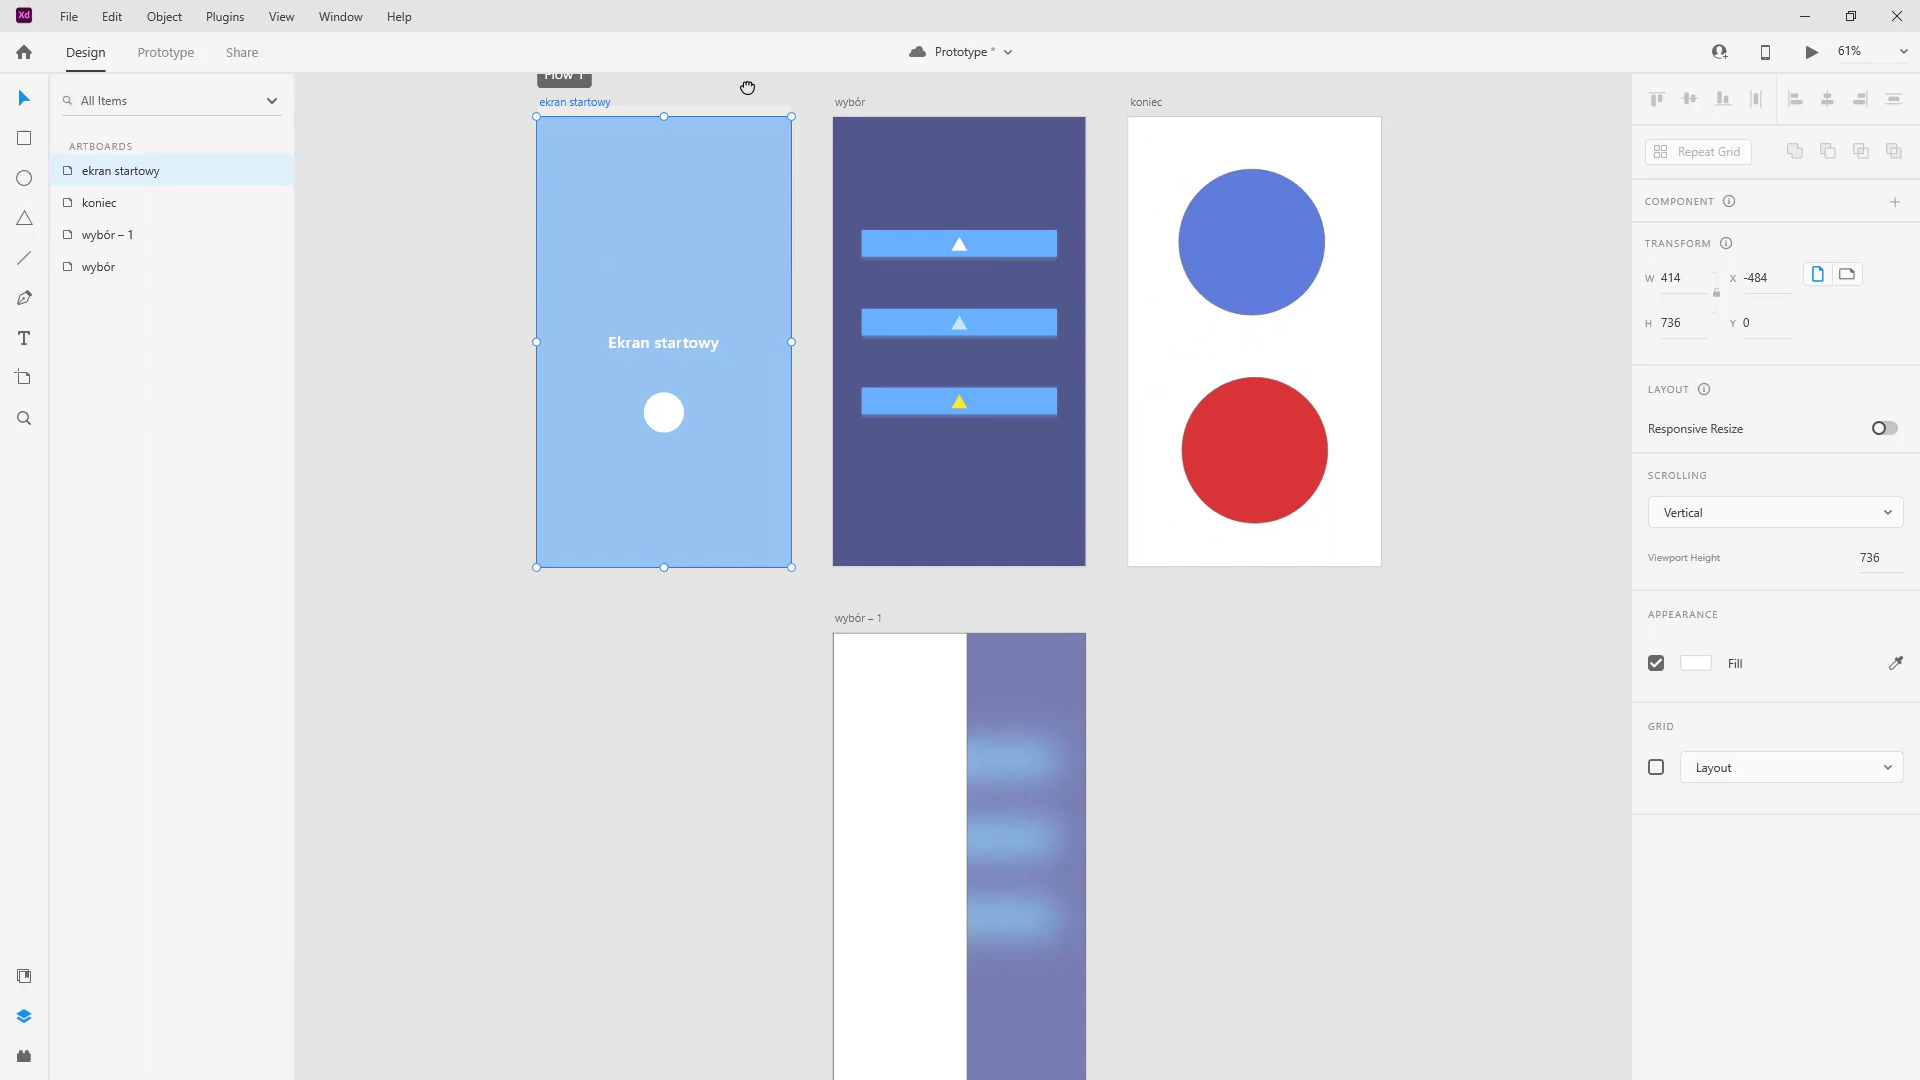 Xd File Edit Object Plugins View Window Help
Design Prototype Share
Prototype *
61%
All Items
ARTBOARDS
ekran startowy
koniec
wybór – 1
wybór
Flow 1
ekran startowy
wybór
koniec
Ekran startowy
wybór – 1
Repeat Grid
COMPONENT
TRANSFORM
W 414 X -484
H 736 Y 0
LAYOUT
Responsive Resize
SCROLLING
Vertical
Viewport Height 736
APPEARANCE
Fill
GRID
Layout